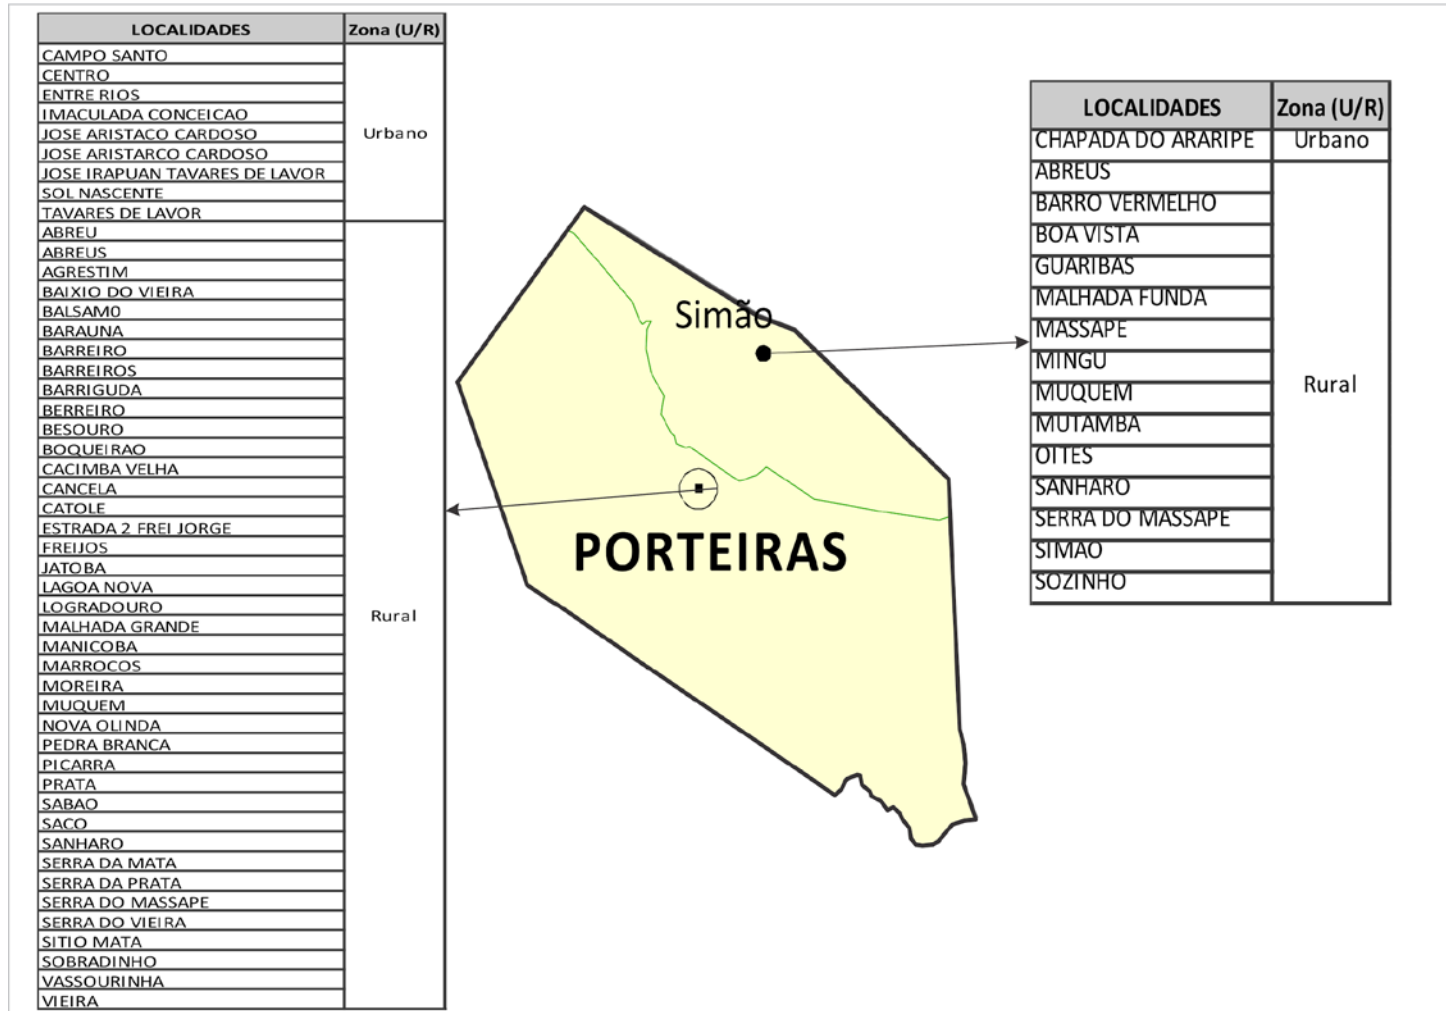 LOCALIDADES Zona (U/R)
CAMPO SANTO
CENTRO
ENTRE RIOS
IMACULADA CONCEICAO
JOSE ARISTACO CARDOSO
Urbano
JOSE ARISTARCO CARDOSO
JOSE IRAPUAN TAVARES DE LAVOR
SOL NASCENTE
TAVARES DE LAVOR
ABREU
ABREUS
AGRESTIM
BAIXIO DO VIEIRA
BALSAM0
BARAUNA
BARREIRO
BARREIROS
BARRIGUDA
BERREIRO
BESOURO
BOQUEIRAO
CACIMBA VELHA
CANCELA
CATOLE
ESTRADA 2 FREI JORGE
FREIJOS
JATOBA
LAGOA NOVA
LOGRADOURO
Rural
MALHADA GRANDE
MANICOBA
MARROCOS
MOREIRA
MUQUEM
NOVA OLINDA
PEDRA BRANCA
PICARRA
PRATA
SABAO
SACO
SANHARO
SERRA DA MATA
SERRA DA PRATA
SERRA DO MASSAPE
SERRA DO VIEIRA
SITIO MATA
SOBRADINHO
VASSOURINHA
VIEIRA
Simão
PORTEIRAS
LOCALIDADES Zona (U/R)
CHAPADA DO ARARIPE Urbano
ABREUS
BARRO VERMELHO
BOA VISTA
GUARIBAS
MALHADA FUNDA
MASSAPE
MINGU
Rural
MUQUEM
MUTAMBA
OITES
SANHARO
SERRA DO MASSAPE
SIMAO
SOZINHO